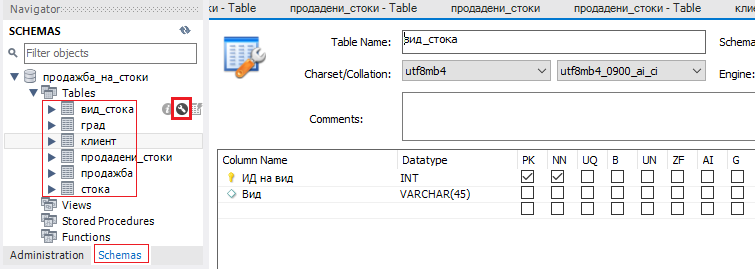 Navigator
SCHEMAS
Filter objects
продажба_на_стоки
Tables
вид_стока
град
клиент
продадени_стоки
продажба
стока
Views
Stored Procedures
Functions
Administration Schemas
ки - Table продадени_стоки - Table продадени_стоки продадени_стоки - Table кли
Table Name: вид_стока Schema
Charset/Collation: utf8mb4 utf8mb4_0900_ai_ci Engine:
Comments:
Column Name Datatype PK NN UQ B UN ZF AI G
ИД на вид INT
Вид VARCHAR(45)